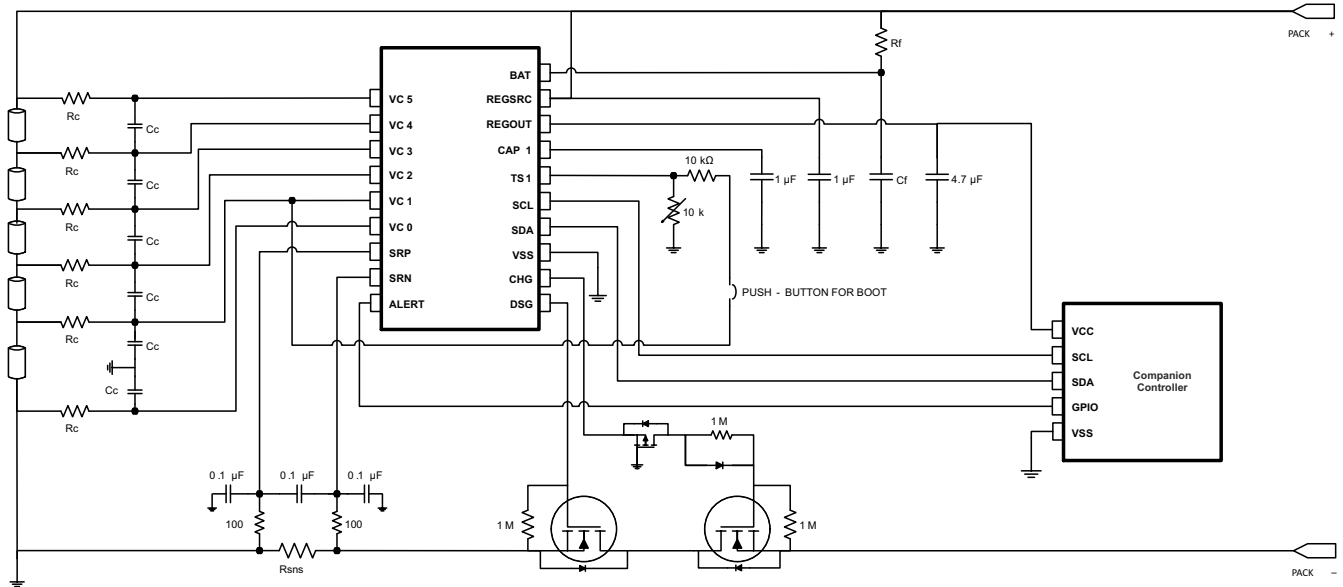 PACK +
Rf
BAT
REGSRC
REGOUT
CAP 1
TS1
SCL
SDA
VSS
CHG
DSG
VC 5
VC 4
VC 3
VC 2
VC 1
VC 0
SRP
SRN
ALERT
Rc
Rc
Rc
Rc
Rc
Rc
Cc
Cc
Cc
Cc
Cc
Cc
10 kΩ
10 k
1 µF
1 µF
Cf
4.7 µF
PUSH - BUTTON FOR BOOT
VCC
SCL
SDA
GPIO
VSS
Companion
Controller
0.1 µF
0.1 µF
0.1 µF
100
100
Rsns
1 M
1 M
1 M
PACK –